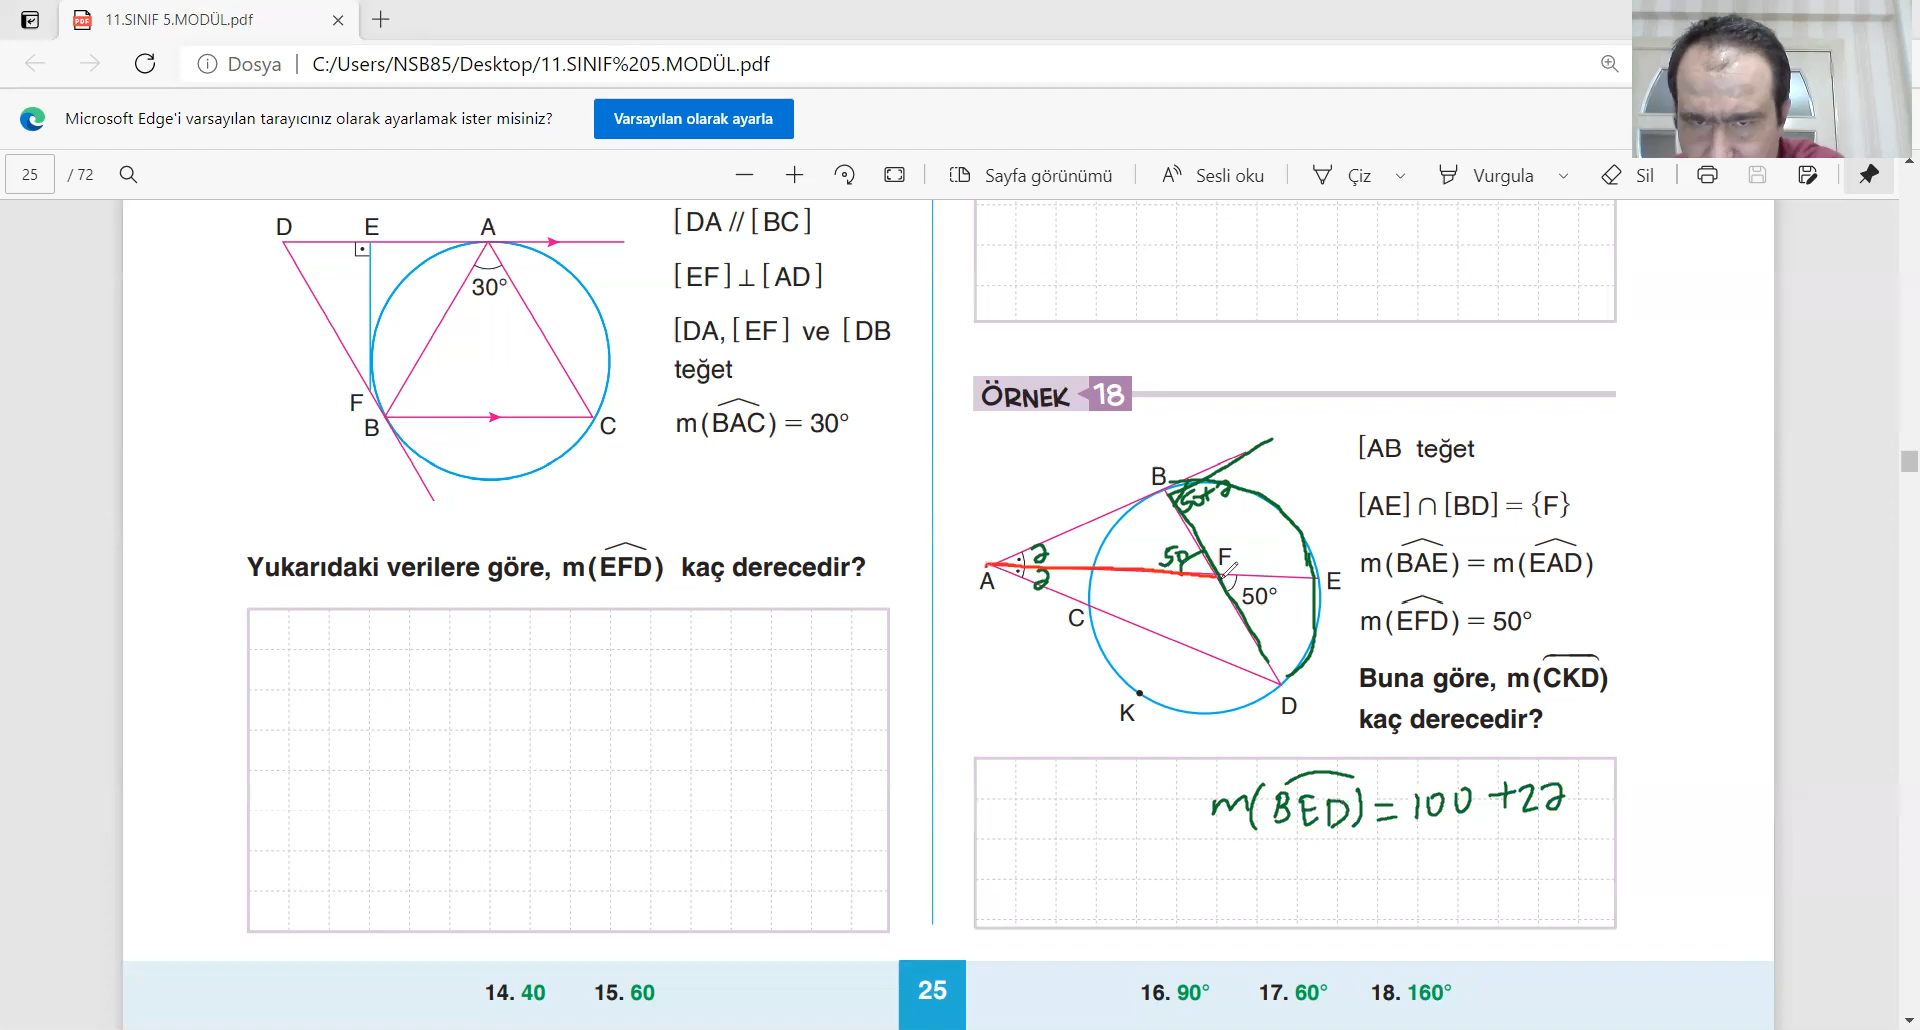 11.SINIF 5.MODÜL.pdf
Dosya | C:/Users/NSB85/Desktop/11.SINIF%205.MODÜL.pdf
Microsoft Edge'i varsayılan tarayıcınız olarak ayarlamak ister misiniz? Varsayılan olarak ayarla
25 / 72 Sayfa görünümü Sesli oku Çiz Vurgula Sil
D E A
30°
F
B C
[DA // [BC]
[EF] ⊥ [AD]
[DA, [EF] ve [DB
teğet
m(BAC) = 30°
Yukarıdaki verilere göre, m(EFD) kaç derecedir?
ÖRNEK 18
B
50+a
a
a
50
A
F
E
50°
C
K
D
[AB teğet
[AE] ∩ [BD] = {F}
m(BAE) = m(EAD)
m(EFD) = 50°
Buna göre, m(CKD)
kaç derecedir?
m(BED) = 100 + 2a
14. 40 15. 60 25 16. 90° 17. 60° 18. 160°